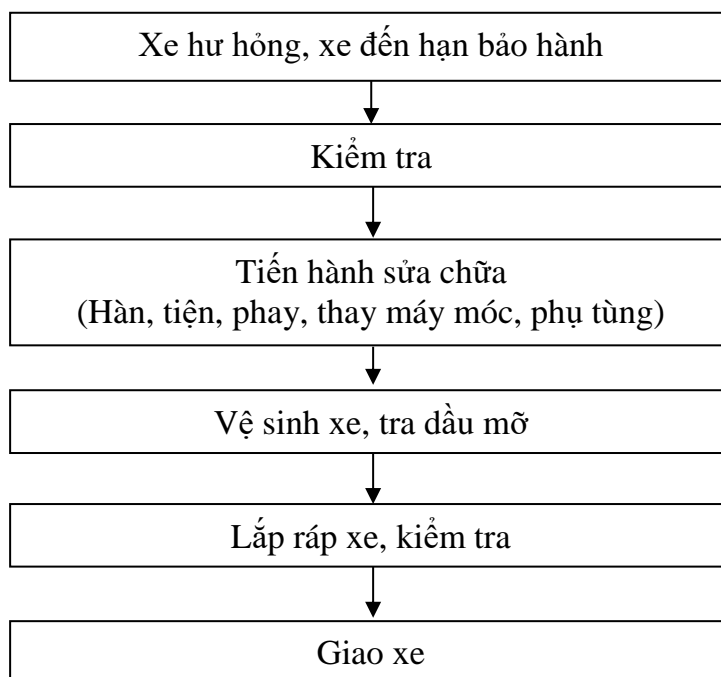 Xe hư hỏng, xe đến hạn bảo hành
Kiểm tra
Tiến hành sửa chữa
(Hàn, tiện, phay, thay máy móc, phụ tùng)
Vệ sinh xe, tra dầu mỡ
Lắp ráp xe, kiểm tra
Giao xe